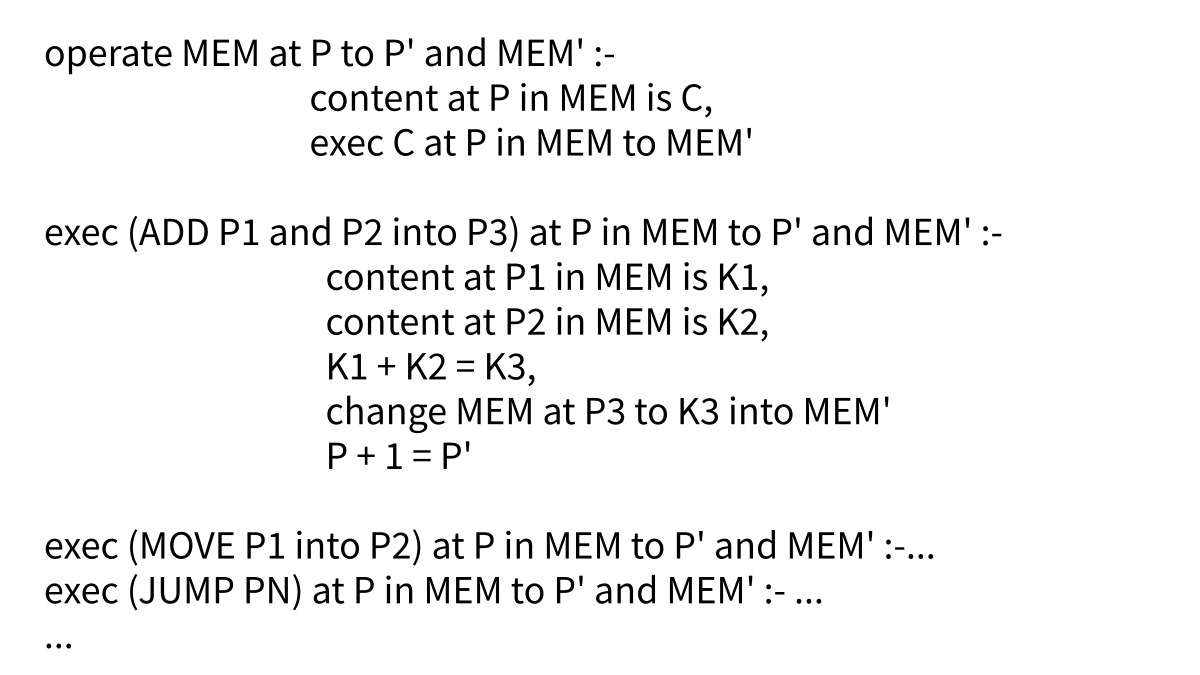 operate MEM at P to P' and MEM' :-
content at P in MEM is C,
exec C at P in MEM to MEM'
exec (ADD P1 and P2 into P3) at P in MEM to P' and MEM' :-
content at P1 in MEM is K1,
content at P2 in MEM is K2,
K1 + K2 = K3,
change MEM at P3 to K3 into MEM'
P + 1 = P'
exec (MOVE P1 into P2) at P in MEM to P' and MEM' :-...
exec (JUMP PN) at P in MEM to P' and MEM' :- ...
...